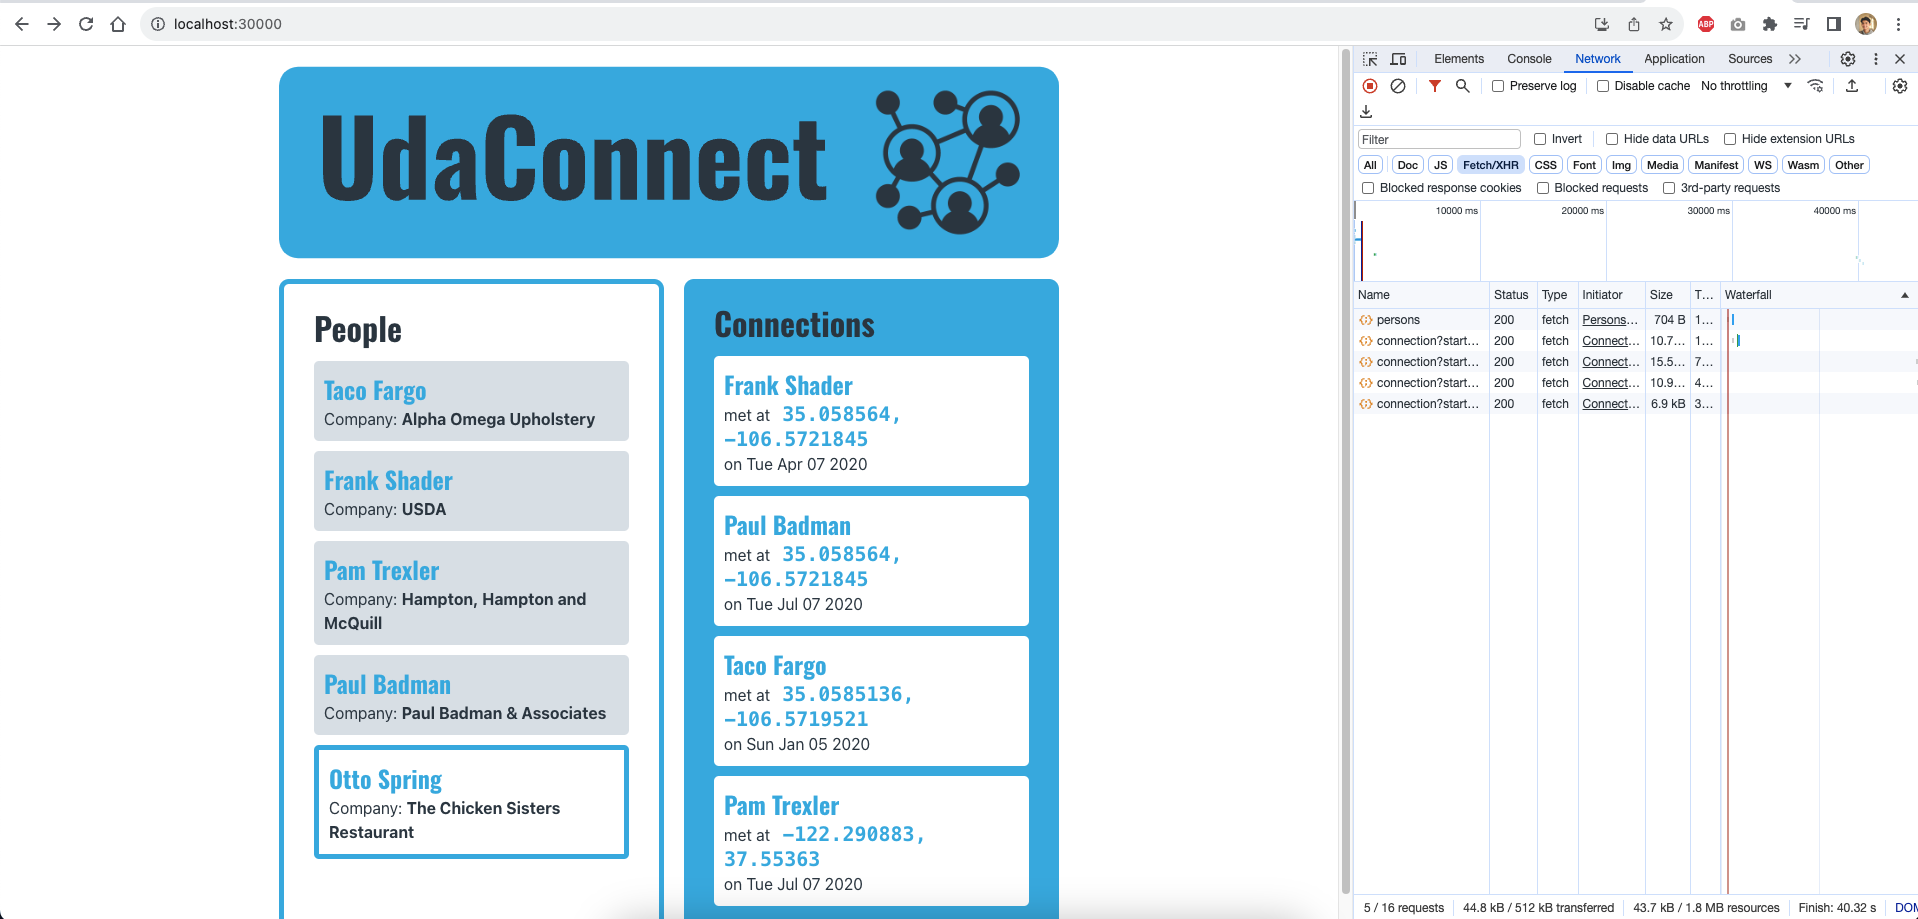 localhost:30000
ABP
UdaConnect
People
Taco Fargo
Company: Alpha Omega Upholstery
Frank Shader
Company: USDA
Pam Trexler
Company: Hampton, Hampton and
McQuill
Paul Badman
Company: Paul Badman & Associates
Otto Spring
Company: The Chicken Sisters
Restaurant
Connections
Frank Shader
met at 35.058564,
-106.5721845
on Tue Apr 07 2020
Paul Badman
met at 35.058564,
-106.5721845
on Tue Jul 07 2020
Taco Fargo
met at 35.0585136,
-106.5719521
on Sun Jan 05 2020
Pam Trexler
met at -122.290883,
37.55363
on Tue Jul 07 2020
Elements Console Network Application Sources
Preserve log Disable cache No throttling
Filter Invert Hide data URLs Hide extension URLs
All Doc JS Fetch/XHR CSS Font Img Media Manifest WS Wasm Other
Blocked response cookies Blocked requests 3rd-party requests
10000 ms 20000 ms 30000 ms 40000 ms
Name Status Type Initiator Size T... Waterfall
persons 200 fetch Persons... 704 B 1...
connection?start... 200 fetch Connect... 10.7... 1...
connection?start... 200 fetch Connect... 15.5... 7...
connection?start... 200 fetch Connect... 10.9... 4...
connection?start... 200 fetch Connect... 6.9 kB 3...
5 / 16 requests 44.8 kB / 512 kB transferred 43.7 kB / 1.8 MB resources Finish: 40.32 s DOM